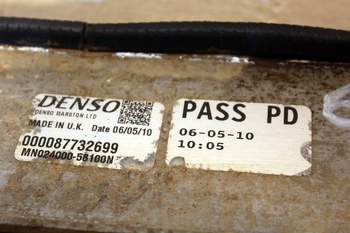 DENSO
DENSO MARSTON LTD
MADE IN U.K. Date 06/05/10
000087732699
MN024000-58100N
PASS PD
06-05-10
10:05